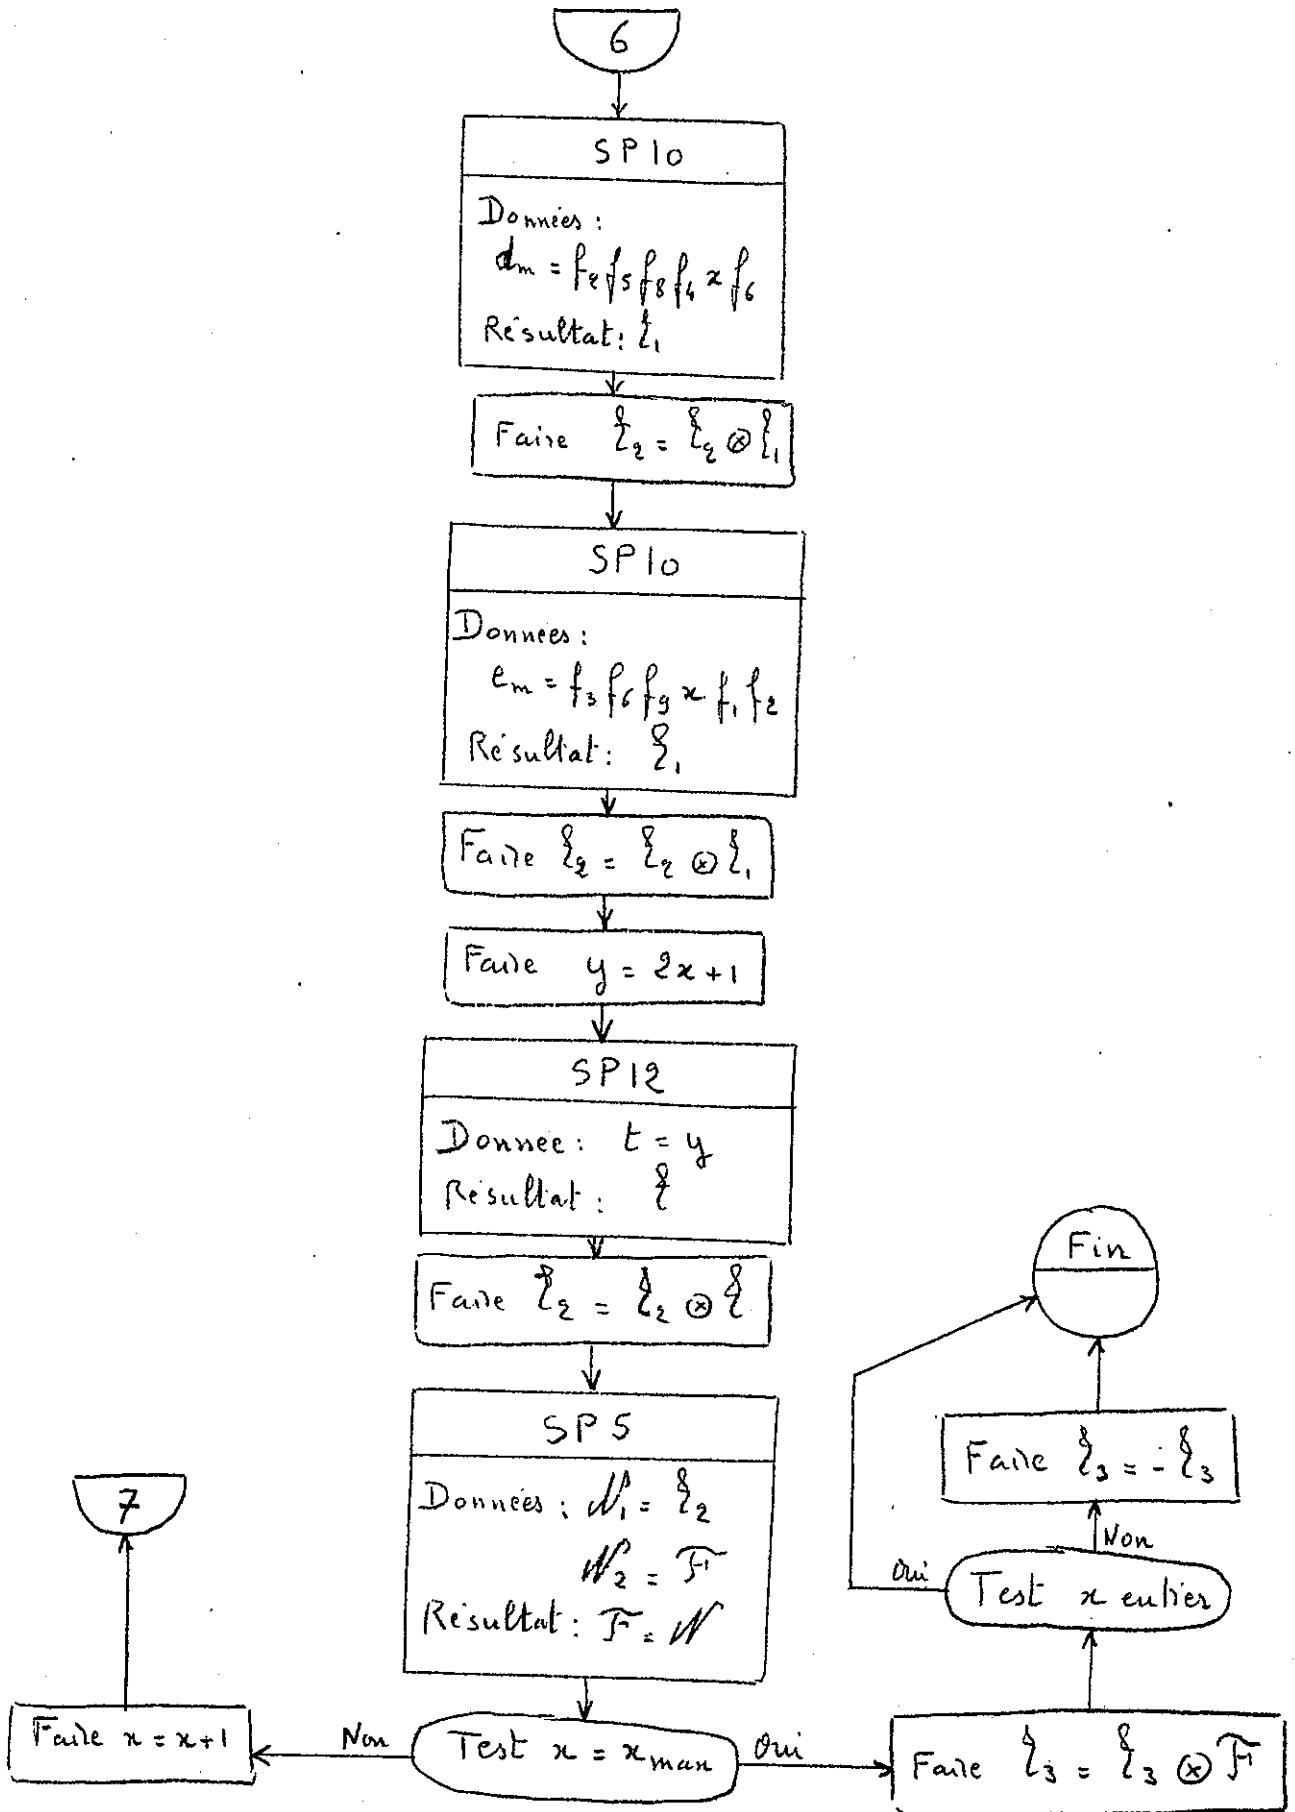 6
SP10
Données :
dm = f₂ f₅ f₈ f₄ x f₆
Résultat : ξ₁
Faire ξ₂ = ξ₂ ⊗ ξ₁
SP10
Données :
em = f₃ f₆ f₉ x f₁ f₂
Résultat : ξ₁
Faire ξ₂ = ξ₂ ⊗ ξ₁
Faire y = 2x+1
SP12
Donnée : t = y
Résultat : ξ
Faire ξ₂ = ξ₂ ⊗ ξ
SP5
Données : 𝒩₁ = ξ₂
𝒩₂ = ℱ
Résultat : ℱ = 𝒩
Test x = x max
Non
Faire x = x+1
7
Oui
Faire ξ₃ = ξ₃ ⊗ ℱ
Test x entier
Oui
Non
Faire ξ₃ = - ξ₃
Fin